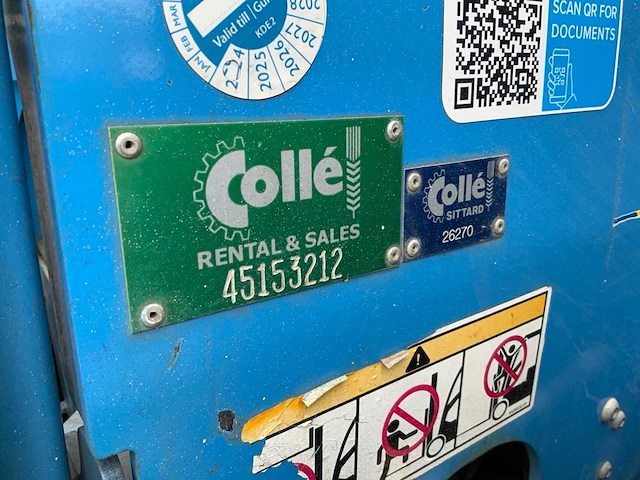 MAR
FEB
JAN
Valid till
KDE2
2024
2025
2026
2027
2028
SCAN QR FOR
DOCUMENTS
Collé
RENTAL & SALES
45153212
Collé
SITTARD
26270